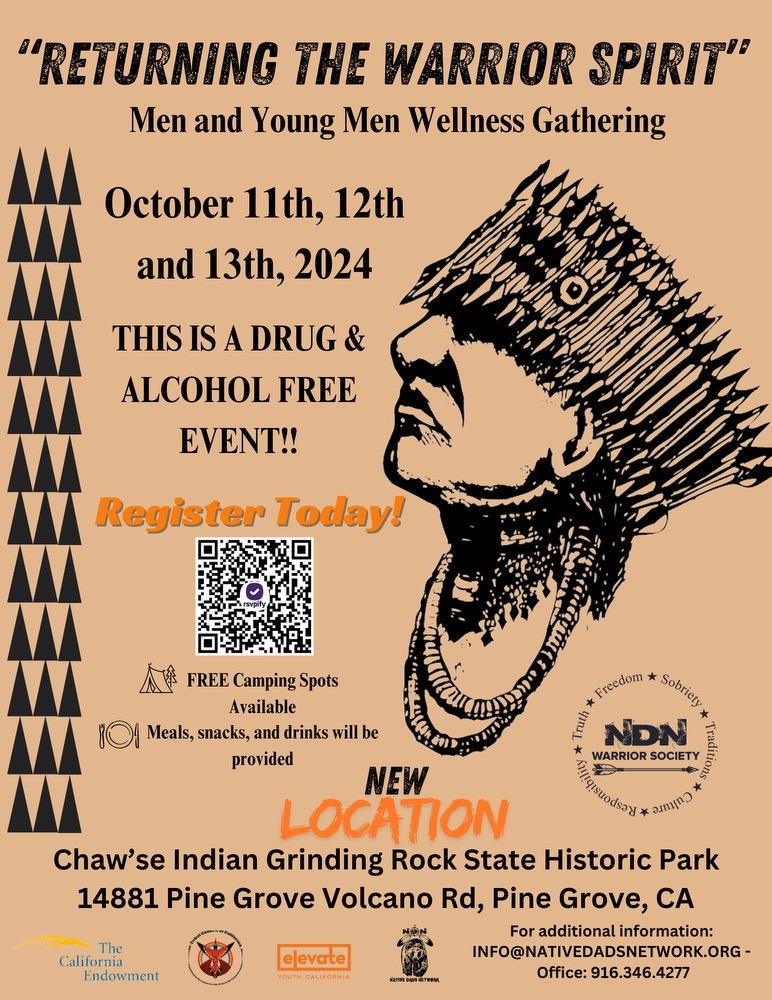 “RETURNING THE WARRIOR SPIRIT”
Men and Young Men Wellness Gathering
October 11th, 12th
and 13th, 2024
THIS IS A DRUG &
ALCOHOL FREE
EVENT!!
Register Today!
rsvpify
FREE Camping Spots
Available
Meals, snacks, and drinks will be
provided
Truth ★ Freedom ★ Sobriety ★ Traditions ★ Culture ★ Responsibility ★
NDN
WARRIOR SOCIETY
NEW
LOCATION
Chaw’se Indian Grinding Rock State Historic Park
14881 Pine Grove Volcano Rd, Pine Grove, CA
The
California
Endowment
elevate
YOUTH CALIFORNIA
NDN
NATIVE DADS NETWORK
For additional information:
INFO@NATIVEDADSNETWORK.ORG -
Office: 916.346.4277